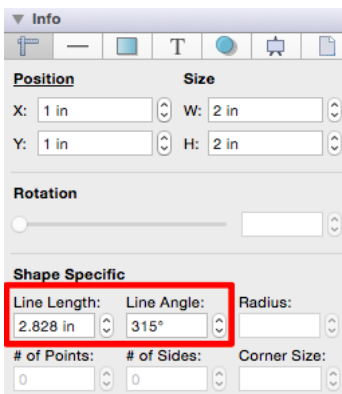 Info
T
Position Size
X: 1 in W: 2 in
Y: 1 in H: 2 in
Rotation
Shape Specific
Line Length: Line Angle: Radius:
2.828 in 315°
# of Points: # of Sides: Corner Size:
0 0